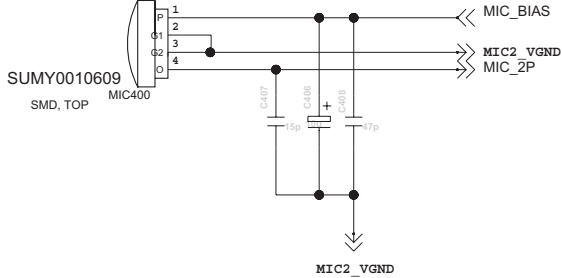 1
MIC_BIAS
P
2
G1
3
G2
MIC2_VGND
4
O
MIC_2P
SUMY0010609
MIC400
SMD, TOP
C407
C406
C408
+
15p
47p
MIC2_VGND